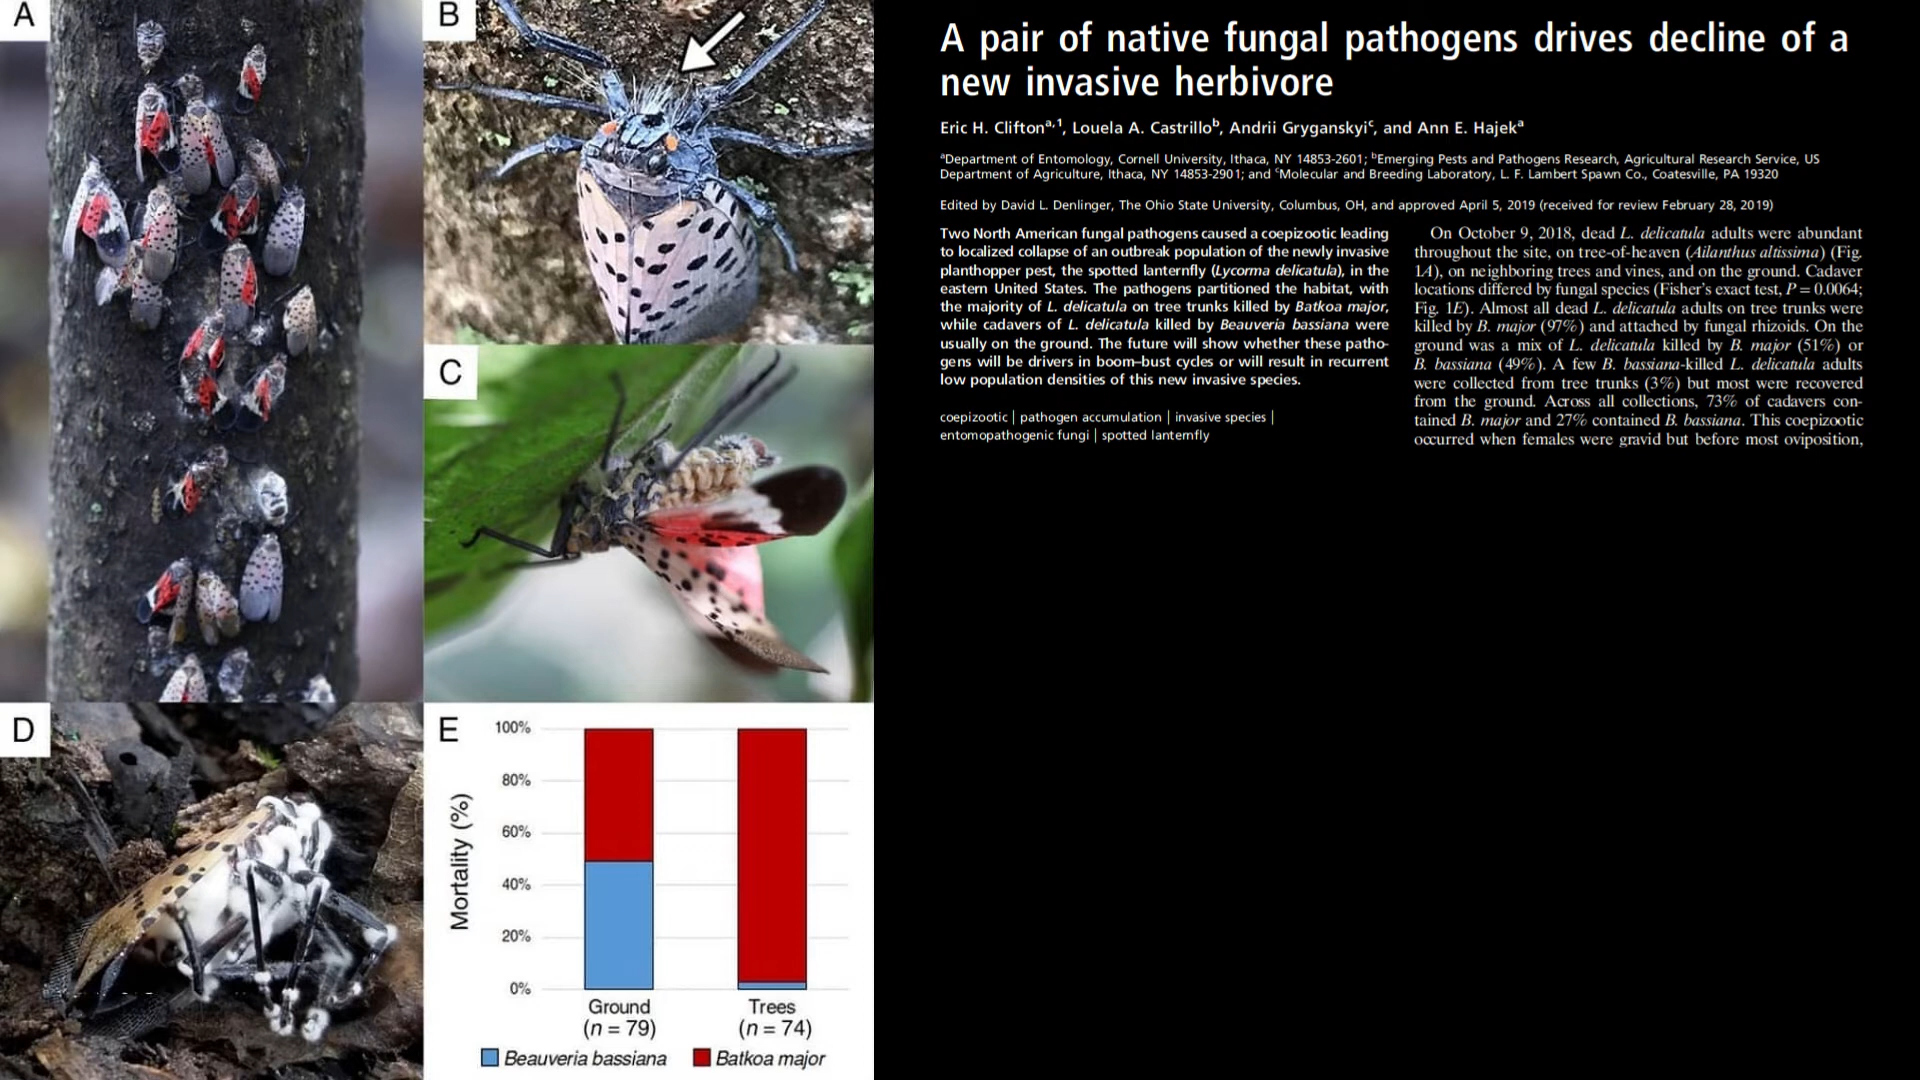 A
B
C
D
E
100%
80%
60%
40%
20%
0%
Mortality (%)
Ground
(n = 79)
Trees
(n = 74)
Beauveria bassiana
Batkoa major
A pair of native fungal pathogens drives decline of a
new invasive herbivore
Eric H. Cliftonᵃ,¹, Louela A. Castrilloᵇ, Andrii Gryganskyiᶜ, and Ann E. Hajekᵃ
ᵃDepartment of Entomology, Cornell University, Ithaca, NY 14853-2601; ᵇEmerging Pests and Pathogens Research, Agricultural Research Service, US
Department of Agriculture, Ithaca, NY 14853-2901; and ᶜMolecular and Breeding Laboratory, L. F. Lambert Spawn Co., Coatesville, PA 19320
Edited by David L. Denlinger, The Ohio State University, Columbus, OH, and approved April 5, 2019 (received for review February 28, 2019)
Two North American fungal pathogens caused a coepizootic leading
to localized collapse of an outbreak population of the newly invasive
planthopper pest, the spotted lanternfly (Lycorma delicatula), in the
eastern United States. The pathogens partitioned the habitat, with
the majority of L. delicatula on tree trunks killed by Batkoa major,
while cadavers of L. delicatula killed by Beauveria bassiana were
usually on the ground. The future will show whether these patho-
gens will be drivers in boom–bust cycles or will result in recurrent
low population densities of this new invasive species.
coepizootic | pathogen accumulation | invasive species |
entomopathogenic fungi | spotted lanternfly
On October 9, 2018, dead L. delicatula adults were abundant
throughout the site, on tree-of-heaven (Ailanthus altissima) (Fig.
1A), on neighboring trees and vines, and on the ground. Cadaver
locations differed by fungal species (Fisher's exact test, P = 0.0064;
Fig. 1E). Almost all dead L. delicatula adults on tree trunks were
killed by B. major (97%) and attached by fungal rhizoids. On the
ground was a mix of L. delicatula killed by B. major (51%) or
B. bassiana (49%). A few B. bassiana-killed L. delicatula adults
were collected from tree trunks (3%) but most were recovered
from the ground. Across all collections, 73% of cadavers con-
tained B. major and 27% contained B. bassiana. This coepizootic
occurred when females were gravid but before most oviposition,